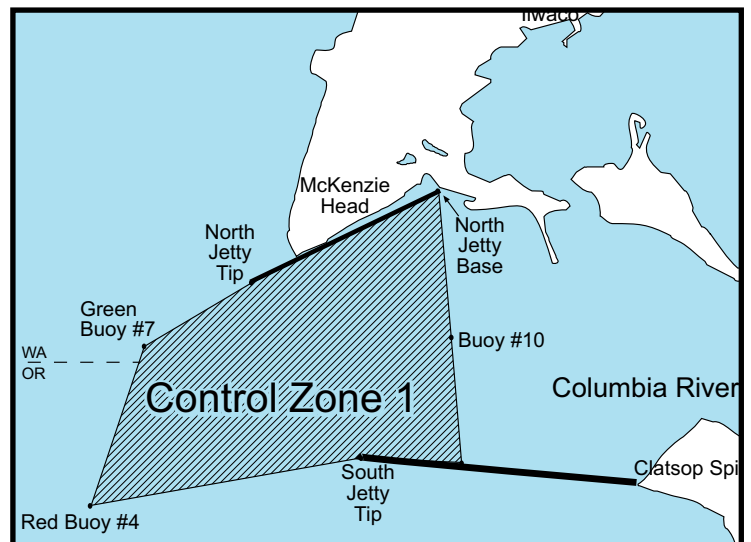 Ilwaco
McKenzie
Head
North
Jetty
Tip
North
Jetty
Base
Green
Buoy #7
Buoy #10
WA
OR
Control Zone 1
Columbia River
South
Jetty
Tip
Clatsop Spi
Red Buoy #4